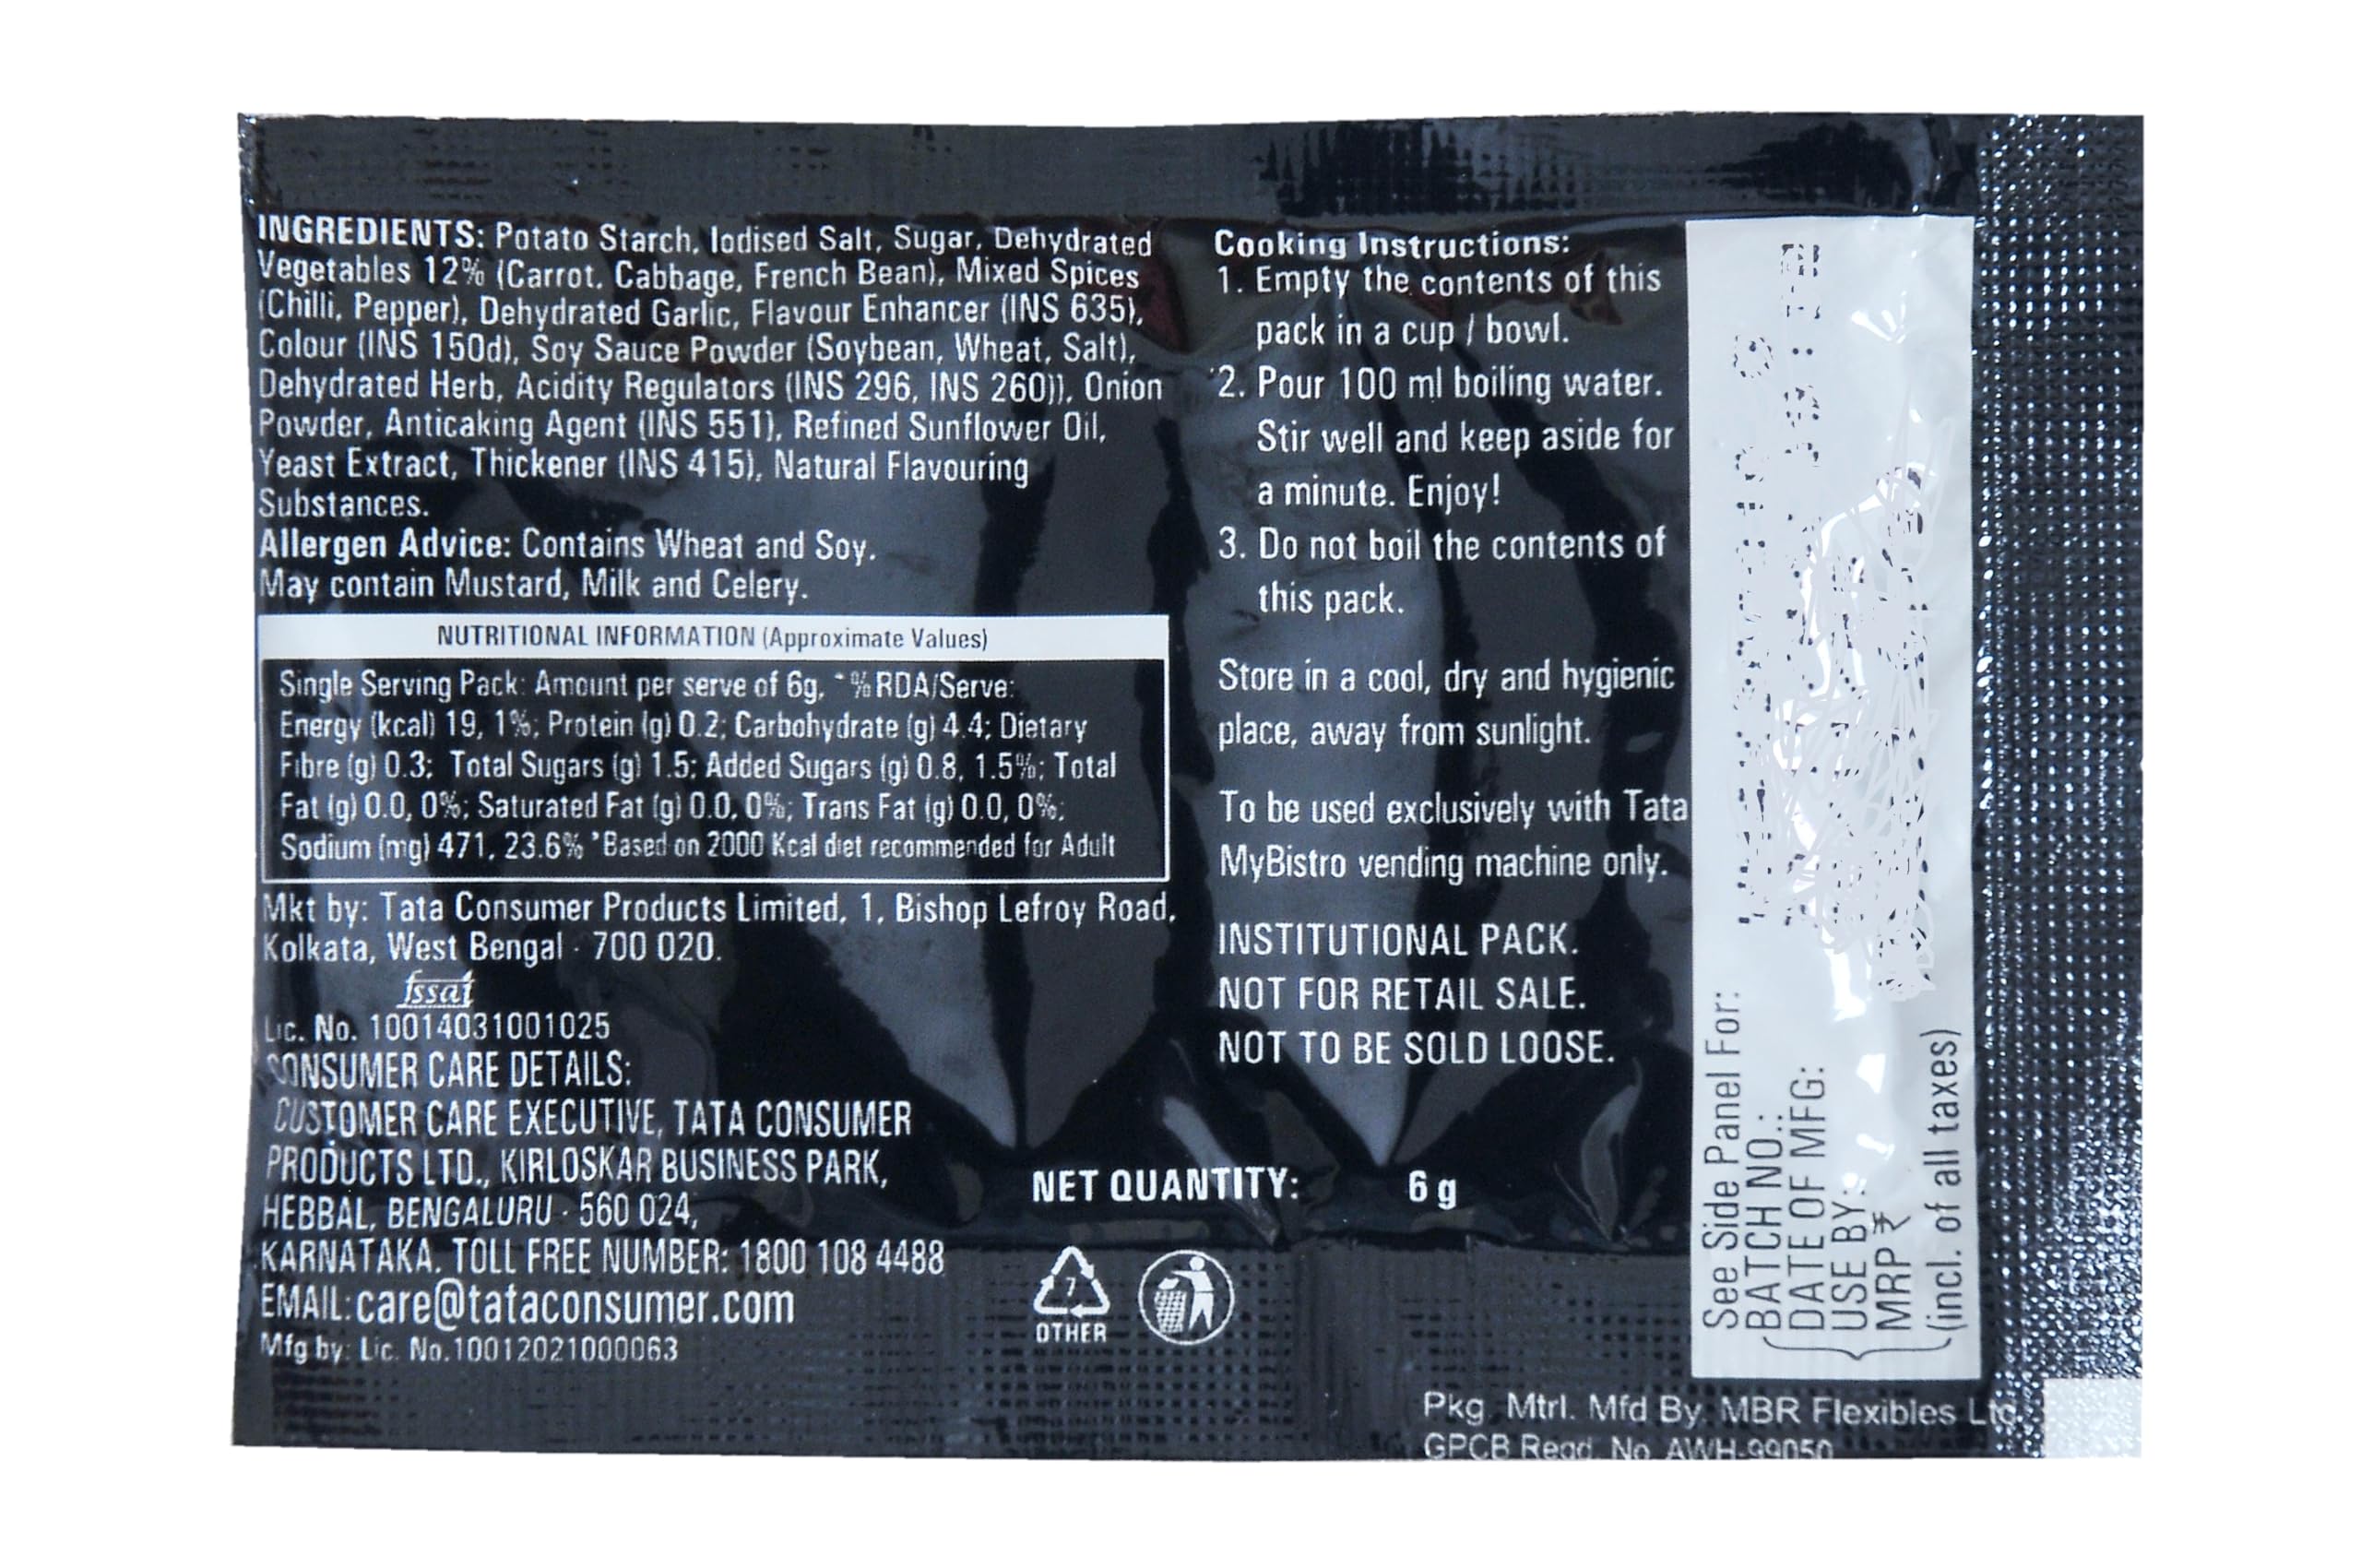 INGREDIENTS: Potato Starch, Iodised Salt, Sugar, Dehydrated
Vegetables 12% (Carrot, Cabbage, French Bean), Mixed Spices
(Chilli, Pepper), Dehydrated Garlic, Flavour Enhancer (INS 635),
Colour (INS 150d), Soy Sauce Powder (Soybean, Wheat, Salt),
Dehydrated Herb, Acidity Regulators (INS 296, INS 260)), Onion
Powder, Anticaking Agent (INS 551), Refined Sunflower Oil,
Yeast Extract, Thickener (INS 415), Natural Flavouring
Substances.
Allergen Advice: Contains Wheat and Soy.
May contain Mustard, Milk and Celery.
NUTRITIONAL INFORMATION (Approximate Values)
Single Serving Pack: Amount per serve of 6g, *%RDA/Serve:
Energy (kcal) 19, 1%; Protein (g) 0.2; Carbohydrate (g) 4.4; Dietary
Fibre (g) 0.3; Total Sugars (g) 1.5; Added Sugars (g) 0.8, 1.5%; Total
Fat (g) 0.0, 0%; Saturated Fat (g) 0.0, 0%; Trans Fat (g) 0.0, 0%;
Sodium (mg) 471, 23.6% *Based on 2000 Kcal diet recommended for Adult
Mkt by: Tata Consumer Products Limited, 1, Bishop Lefroy Road,
Kolkata, West Bengal - 700 020.
fssai
Lic. No. 10014031001025
CONSUMER CARE DETAILS:
CUSTOMER CARE EXECUTIVE, TATA CONSUMER
PRODUCTS LTD., KIRLOSKAR BUSINESS PARK,
HEBBAL, BENGALURU - 560 024,
KARNATAKA. TOLL FREE NUMBER: 1800 108 4488
EMAIL: care@tataconsumer.com
Mfg by: Lic. No.10012021000063
Cooking Instructions:
1. Empty the contents of this
pack in a cup / bowl.
2. Pour 100 ml boiling water.
Stir well and keep aside for
a minute. Enjoy!
3. Do not boil the contents of
this pack.
Store in a cool, dry and hygienic
place, away from sunlight.
To be used exclusively with Tata
MyBistro vending machine only.
INSTITUTIONAL PACK.
NOT FOR RETAIL SALE.
NOT TO BE SOLD LOOSE.
NET QUANTITY: 6 g
7
OTHER
See Side Panel For:
BATCH NO.:
DATE OF MFG:
USE BY:
MRP ₹
(incl. of all taxes)
Pkg. Mtrl. Mfd By. MBR Flexibles Ltd.
GPCB Regd. No. AWH-99050